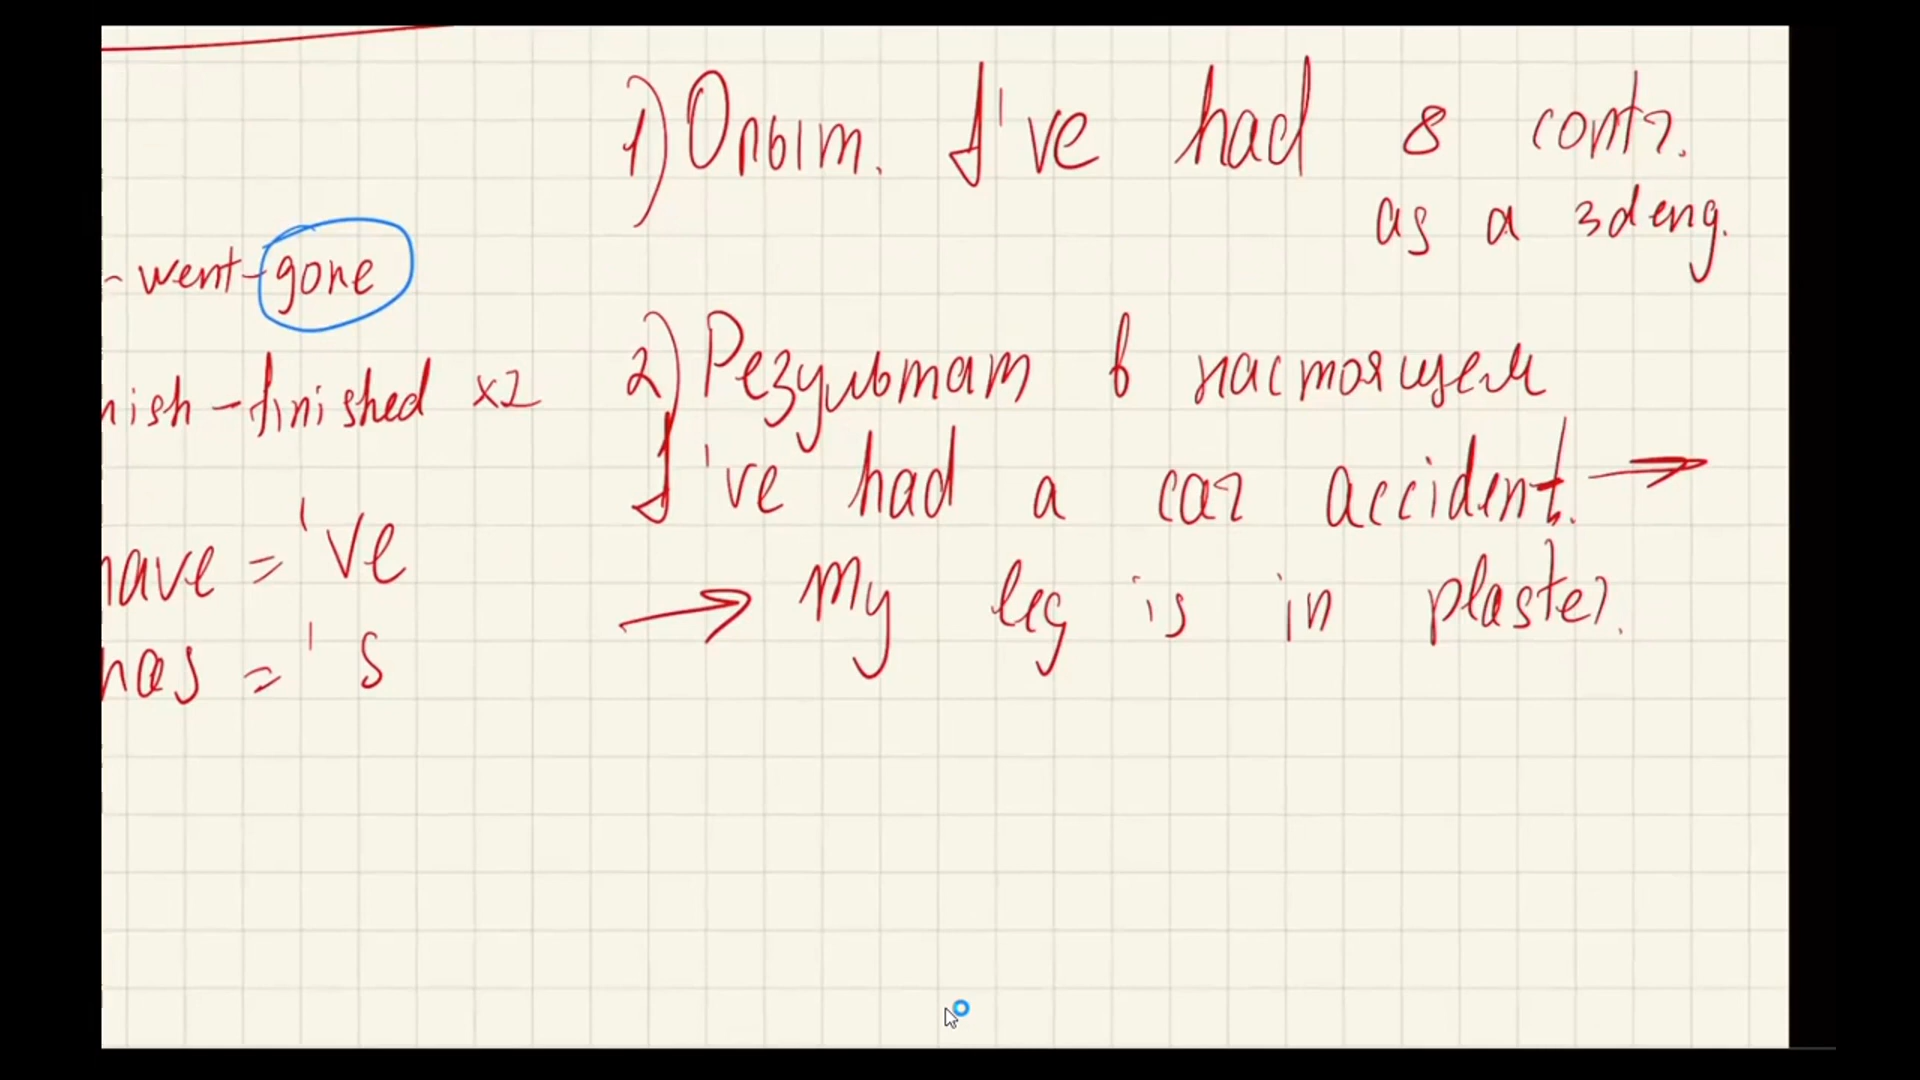 - went - gone
nish - finished x2
have = 've
has = 's
1) Опыт. I've had 8 contr.
as a 3d eng.
2) Результат в настоящем
I've had a car accident. →
→ My leg is in plaster.